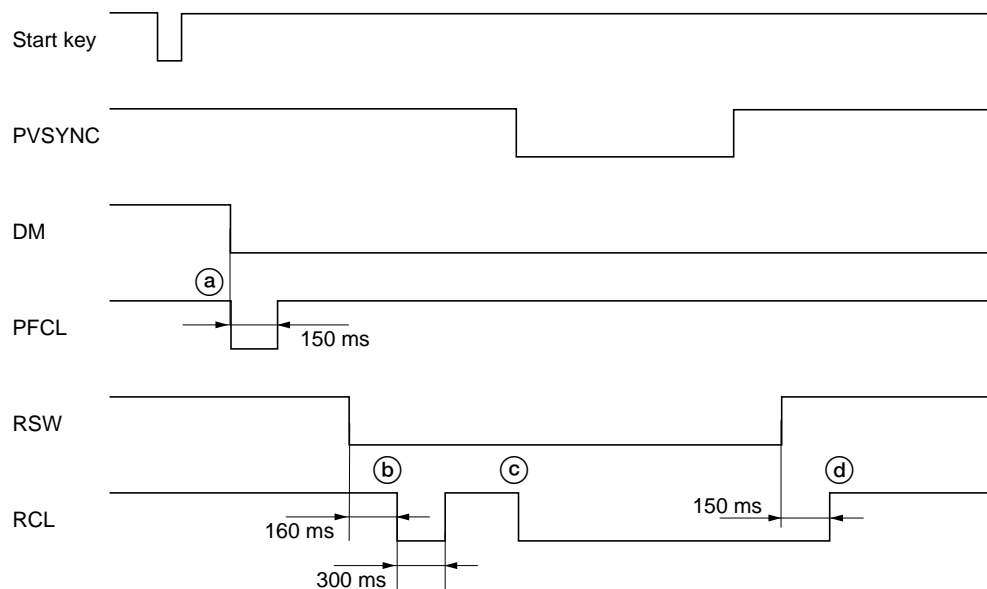 Start key
PVSYNC
DM
a
PFCL
150 ms
RSW
b
c
d
RCL
160 ms
150 ms
300 ms